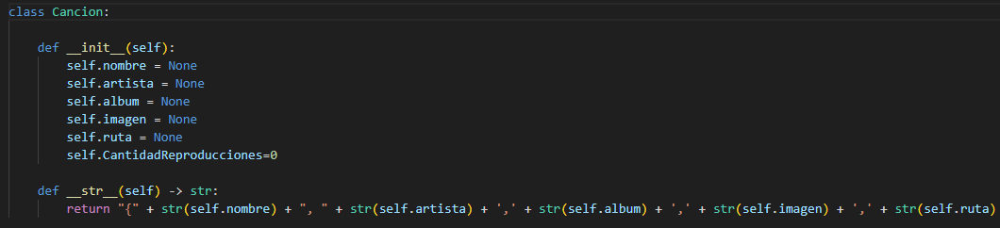 class Cancion:
def __init__(self):
self.nombre = None
self.artista = None
self.album = None
self.imagen = None
self.ruta = None
self.CantidadReproducciones=0
def __str__(self) -> str:
return "{" + str(self.nombre) + ", " + str(self.artista) + ',' + str(self.album) + ',' + str(self.imagen) + ',' + str(self.ruta)